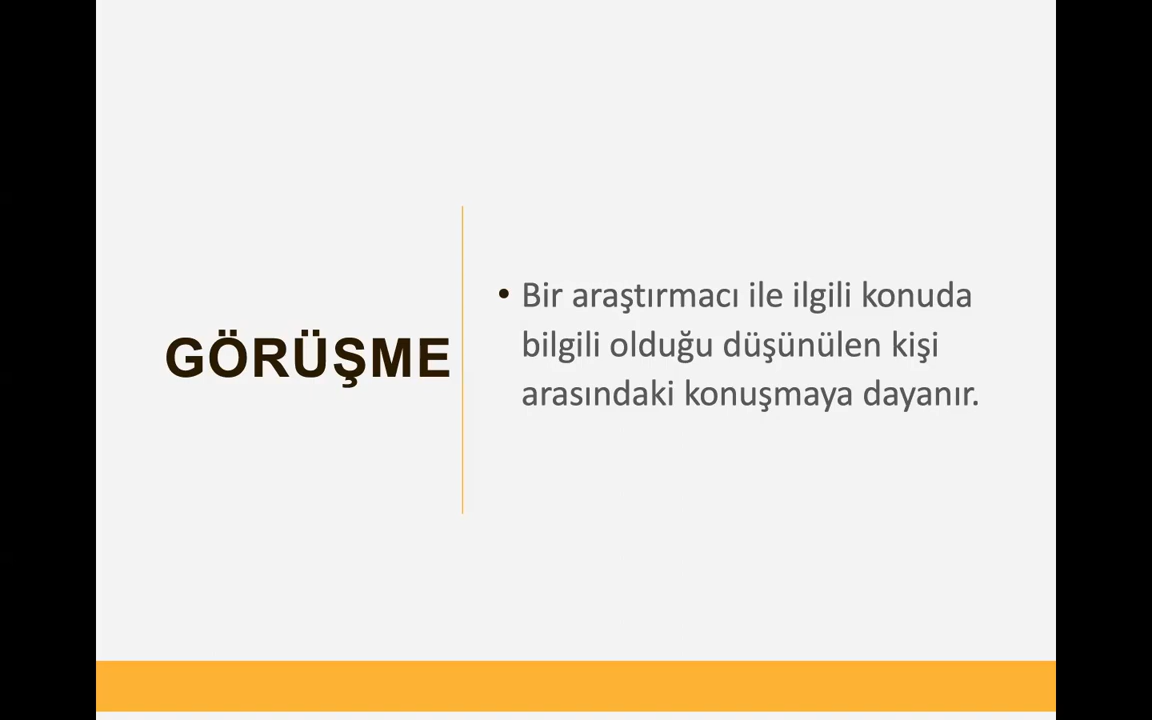 GÖRÜŞME
• Bir araştırmacı ile ilgili konuda
bilgili olduğu düşünülen kişi
arasındaki konuşmaya dayanır.